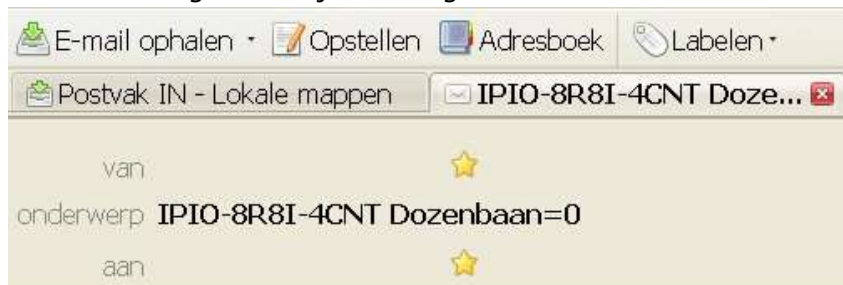 E-mail ophalen Opstellen Adresboek Labelen
Postvak IN - Lokale mappen IPIO-8R8I-4CNT Doze...
van
onderwerp IPIO-8R8I-4CNT Dozenbaan=0
aan